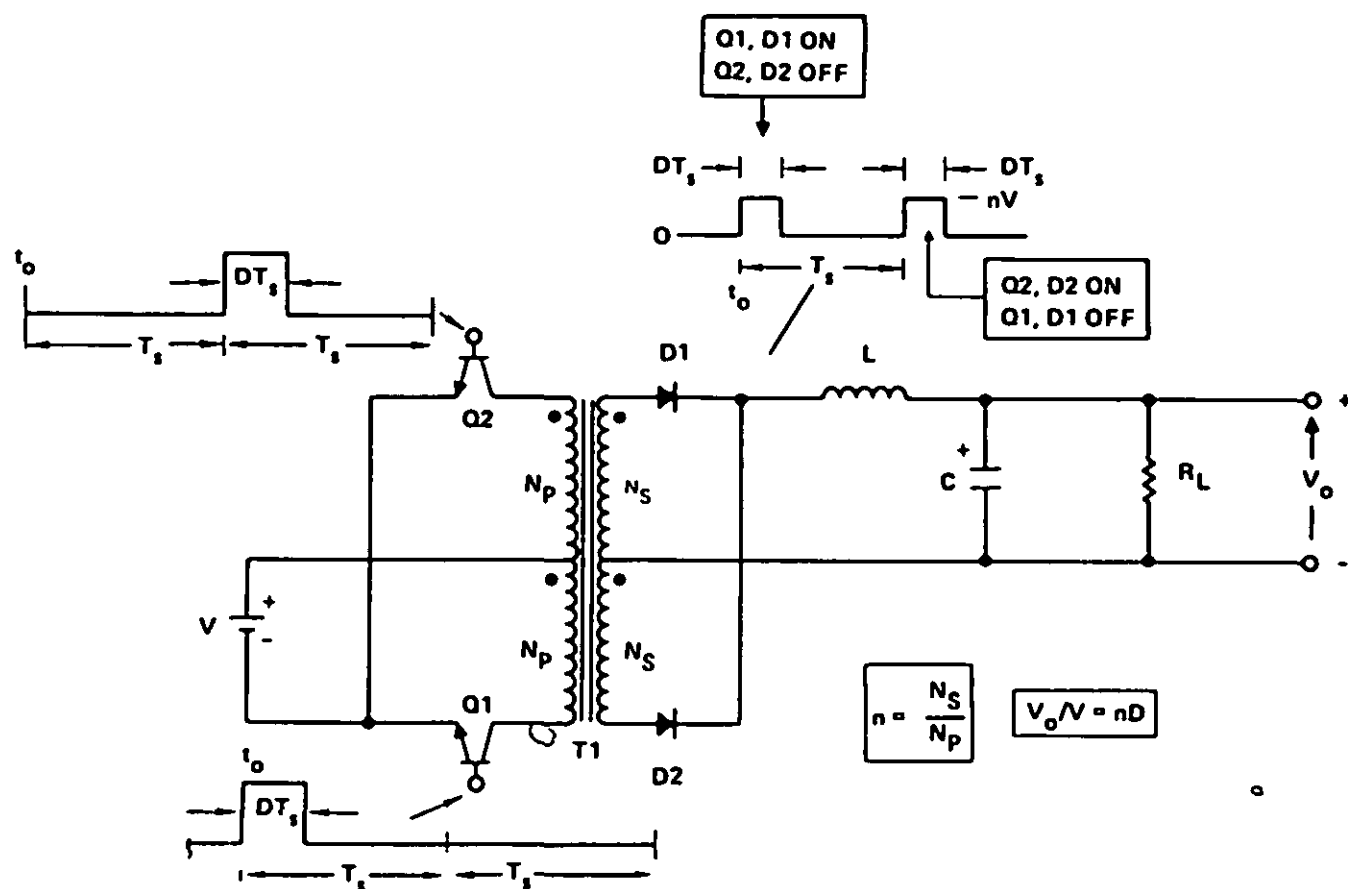 Q1, D1 ON
Q2, D2 OFF
DTs
DTs
nV
0
Ts
to
Q2, D2 ON
Q1, D1 OFF
to
DTs
Ts
Ts
Q2
D1
L
NP
NS
C
+
RL
+
Vo
-
V
+
-
NP
NS
Q1
T1
D2
n = NS/NP
Vo/V = nD
to
DTs
Ts
Ts